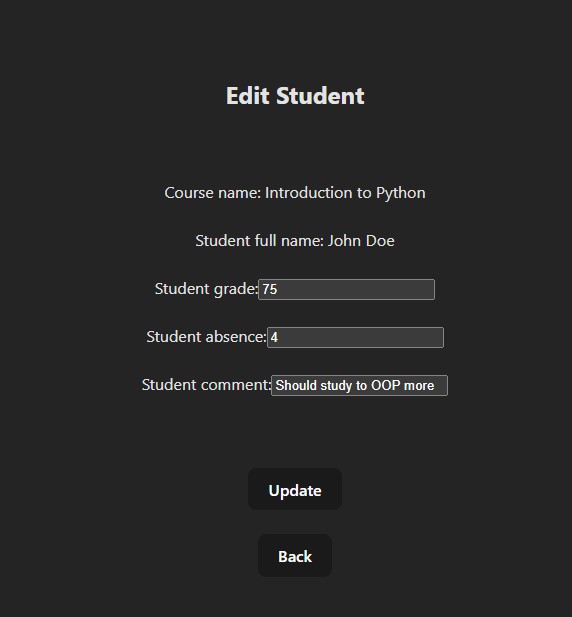 Edit Student
Course name: Introduction to Python
Student full name: John Doe
Student grade: 75
Student absence: 4
Student comment: Should study to OOP more
Update
Back